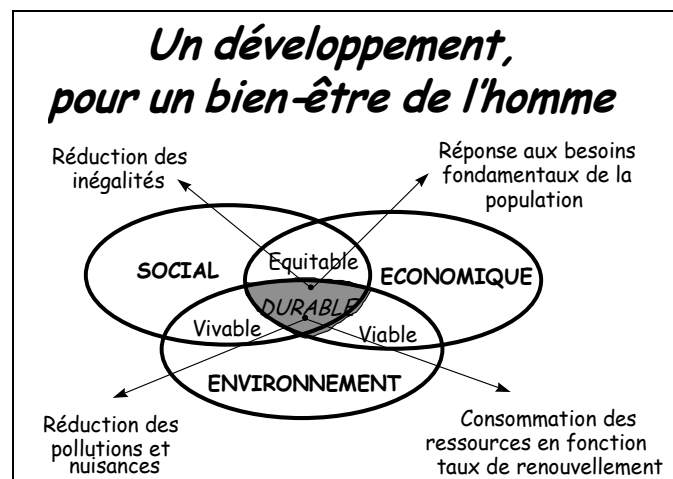 Un développement,
pour un bien-être de l'homme
Réduction des
inégalités
Réponse aux besoins
fondamentaux de la
population
SOCIAL
Equitable
ECONOMIQUE
DURABLE
Vivable
Viable
ENVIRONNEMENT
Réduction des
pollutions et
nuisances
Consommation des
ressources en fonction
taux de renouvellement